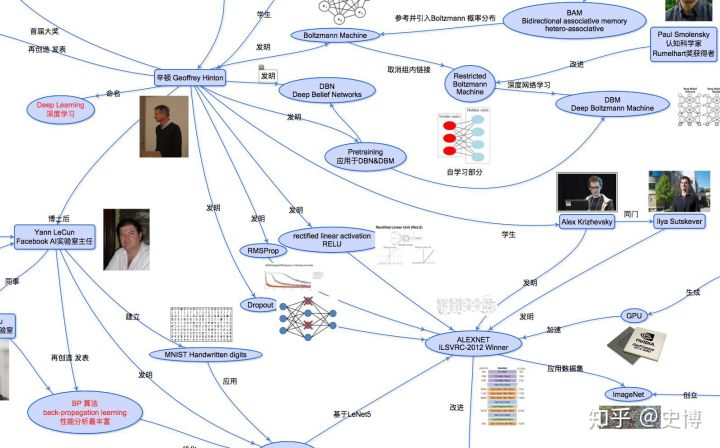 首届大奖
再创造 发表
学生
发明
参考并引入Boltzmann 概率分布
BAM
Bidirectional associative memory
hetero-associative
Boltzmann Machine
Paul Smolensky
认知科学家
Rumelhart奖获得者
取消组内链接
改进
辛顿 Geoffrey Hinton
发明
DBN
Deep Belief Networks
Restricted
Boltzmann
Machine
深度网络学习
DBM
Deep Boltzmann Machine
命名
Deep Learning
深度学习
发明
Pretraining
应用于DBN&DBM
自学习部分
博士后
Yann LeCun
Facebook AI实验室主任
发明
发明
发明
rectified linear activation
RELU
Rectified Linear Unit (ReLU)
RMSProp
学生
Alex Krizhevsky
同门
Ilya Sutskever
同事
Dropout
发明
发明
生成
GPU
NVIDIA
建立
加速
ALEXNET
ILSVRC-2012 Winner
u
验室
再创造 发表
MNIST Handwritten digits
发明
应用
应用数据集
ImageNet
创立
BP 算法
back-propagation learning
性能分析最丰富
基于LeNet5
改进
知乎 @史博